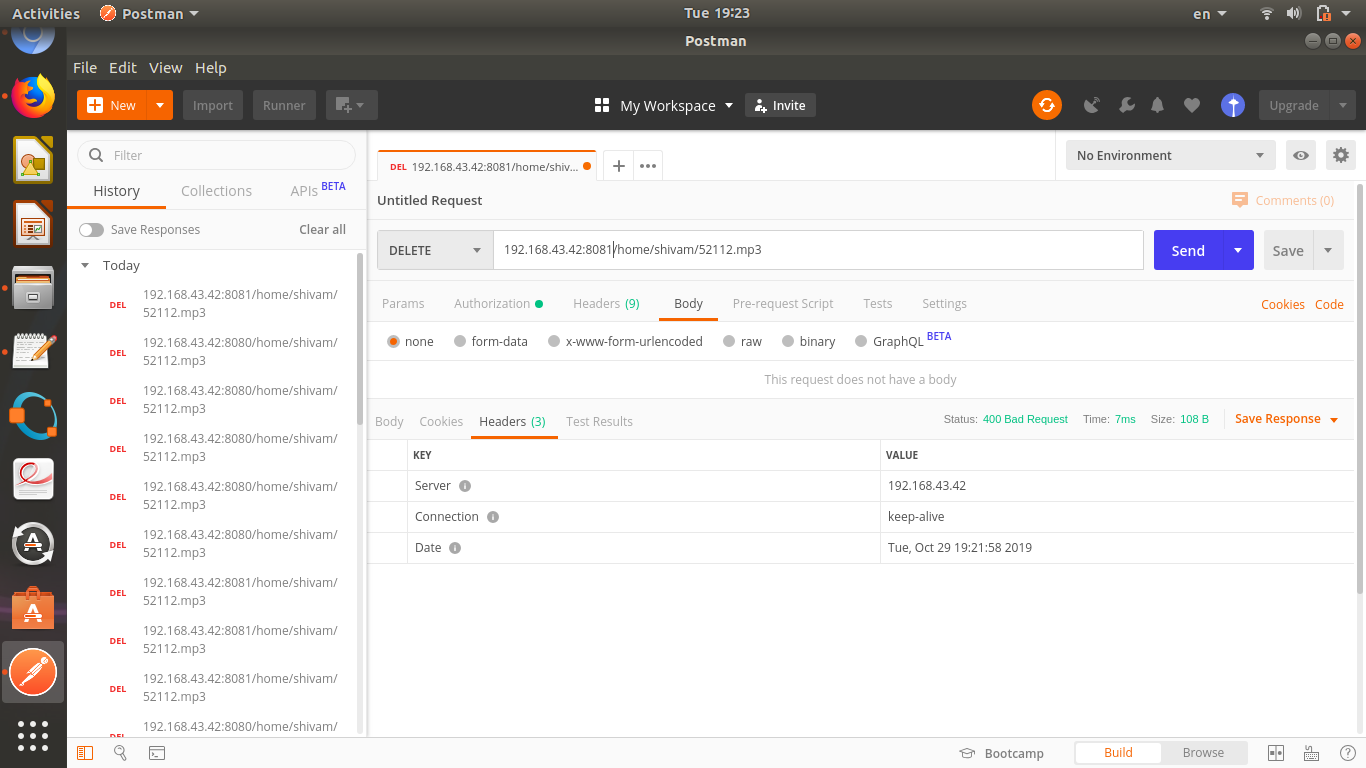 Activities Postman Tue 19:23 en
Postman
File Edit View Help
New Import Runner My Workspace Invite Upgrade
Filter
History Collections APIs BETA
Save Responses Clear all
Today
DEL 192.168.43.42:8081/home/shivam/
52112.mp3
DEL 192.168.43.42:8081/home/shivam/
52112.mp3
DEL 192.168.43.42:8080/home/shivam/
52112.mp3
DEL 192.168.43.42:8080/home/shivam/
52112.mp3
DEL 192.168.43.42:8080/home/shivam/
52112.mp3
DEL 192.168.43.42:8080/home/shivam/
52112.mp3
DEL 192.168.43.42:8081/home/shivam/
52112.mp3
DEL 192.168.43.42:8081/home/shivam/
52112.mp3
DEL 192.168.43.42:8081/home/shivam/
52112.mp3
DEL 192.168.43.42:8080/home/shivam/
DEL 192.168.43.42:8081/home/shiv... No Environment
Untitled Request Comments (0)
DELETE 192.168.43.42:8081/home/shivam/52112.mp3 Send Save
Params Authorization Headers (9) Body Pre-request Script Tests Settings Cookies Code
none form-data x-www-form-urlencoded raw binary GraphQL BETA
This request does not have a body
Body Cookies Headers (3) Test Results Status: 400 Bad Request Time: 7ms Size: 108 B Save Response
KEY VALUE
Server 192.168.43.42
Connection keep-alive
Date Tue, Oct 29 19:21:58 2019
Bootcamp Build Browse